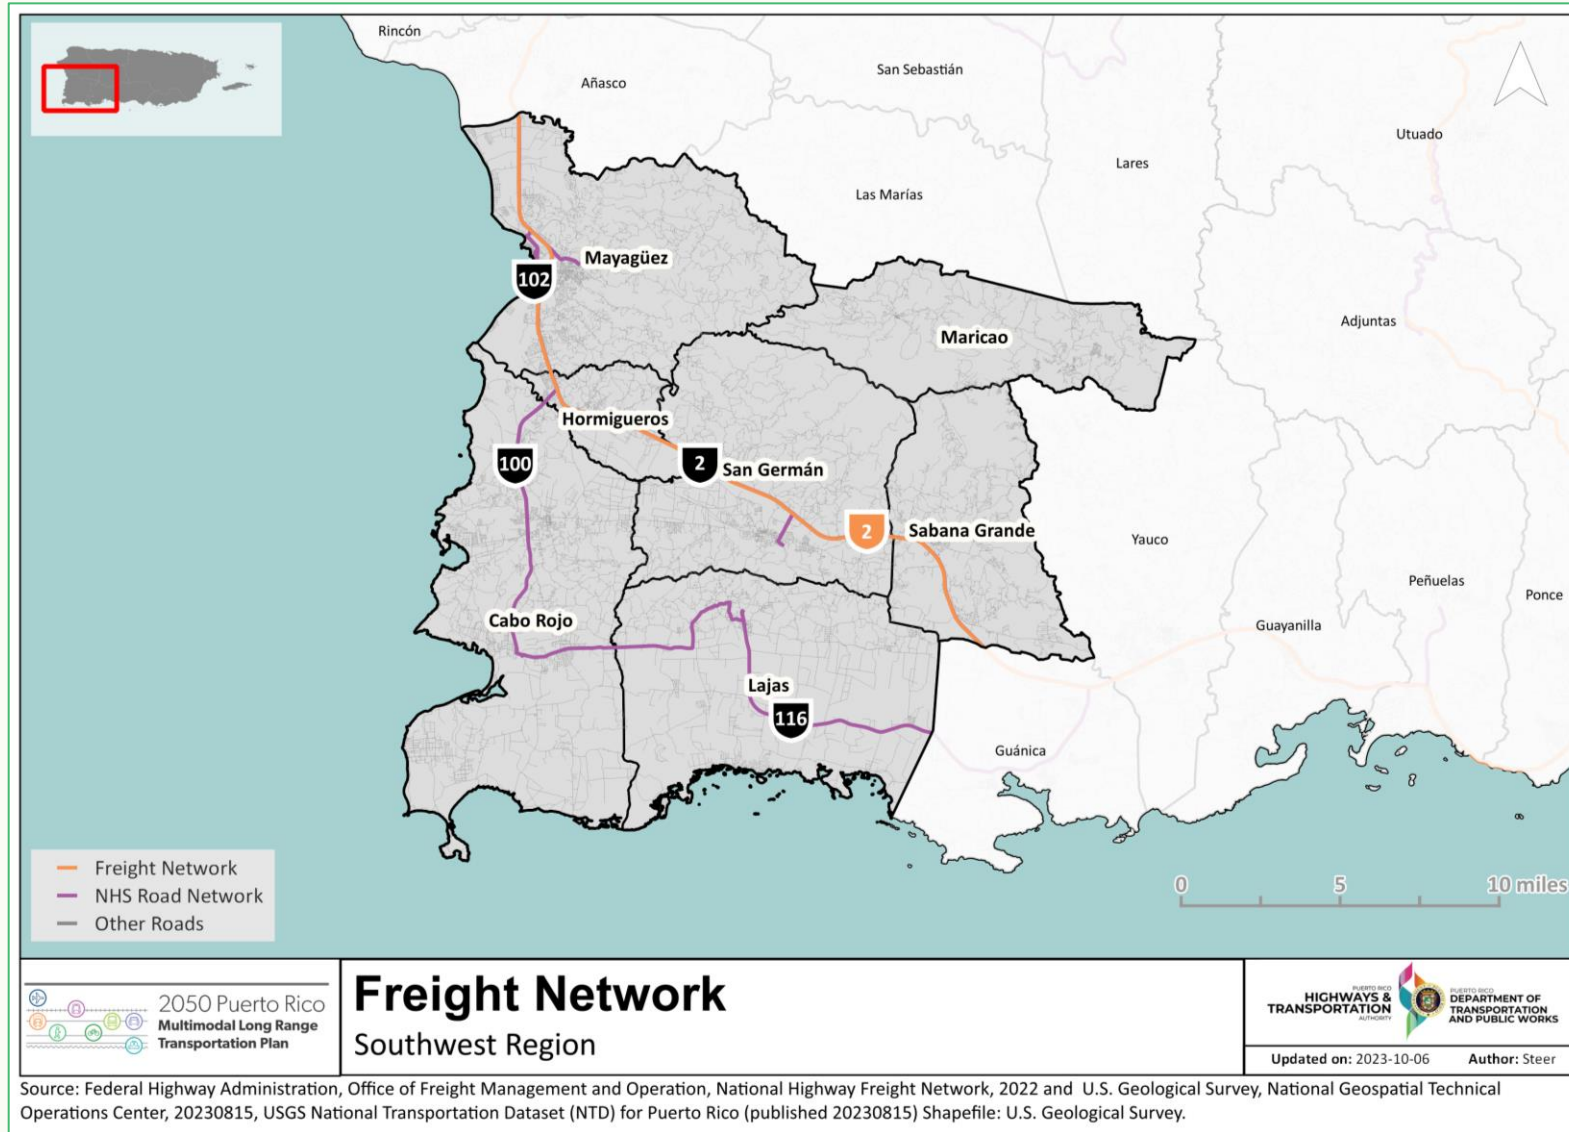 Rincón
Añasco
San Sebastián
Utuado
Lares
Las Marías
Mayagüez
102
Adjuntas
Maricao
Hormigueros
100
2
San Germán
2
Sabana Grande
Yauco
Peñuelas
Ponce
Cabo Rojo
Guayanilla
Lajas
116
Guánica
Freight Network
NHS Road Network
Other Roads
0 5 10 miles
2050 Puerto Rico
Multimodal Long Range
Transportation Plan
Freight Network
Southwest Region
PUERTO RICO
HIGHWAYS &
TRANSPORTATION
AUTHORITY
PUERTO RICO
DEPARTMENT OF
TRANSPORTATION
AND PUBLIC WORKS
Updated on: 2023-10-06 Author: Steer
Source: Federal Highway Administration, Office of Freight Management and Operation, National Highway Freight Network, 2022 and U.S. Geological Survey, National Geospatial Technical
Operations Center, 20230815, USGS National Transportation Dataset (NTD) for Puerto Rico (published 20230815) Shapefile: U.S. Geological Survey.